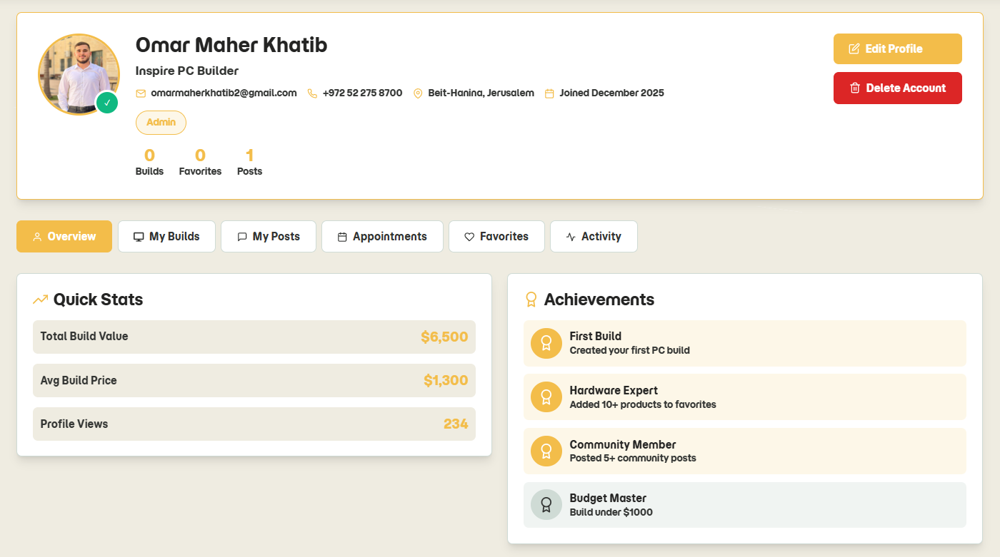 Omar Maher Khatib
Inspire PC Builder
omarmaherkhatib2@gmail.com +972 52 275 8700 Beit-Hanina, Jerusalem Joined December 2025
Admin
0 0 1
Builds Favorites Posts
Edit Profile
Delete Account
Overview My Builds My Posts Appointments Favorites Activity
Quick Stats
Total Build Value $6,500
Avg Build Price $1,300
Profile Views 234
Achievements
First Build
Created your first PC build
Hardware Expert
Added 10+ products to favorites
Community Member
Posted 5+ community posts
Budget Master
Build under $1000